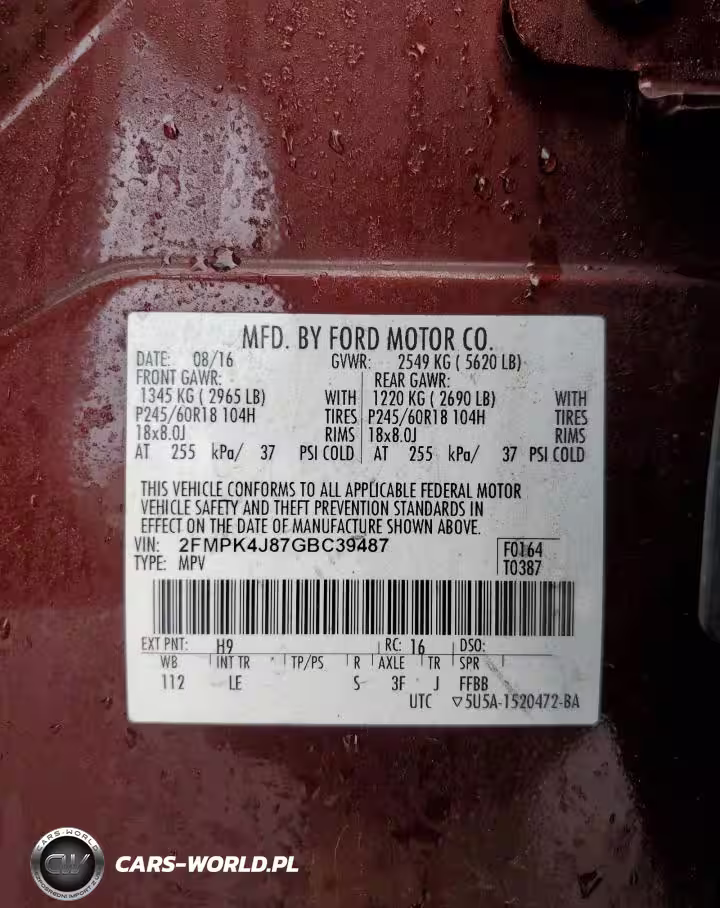 MFD. BY FORD MOTOR CO.
DATE: 08/16 GVWR: 2549 KG ( 5620 LB)
FRONT GAWR: REAR GAWR:
1345 KG ( 2965 LB) WITH 1220 KG ( 2690 LB) WITH
P245/60R18 104H TIRES P245/60R18 104H TIRES
18x8.0J RIMS 18x8.0J RIMS
AT 255 kPa/ 37 PSI COLD AT 255 kPa/ 37 PSI COLD
THIS VEHICLE CONFORMS TO ALL APPLICABLE FEDERAL MOTOR
VEHICLE SAFETY AND THEFT PREVENTION STANDARDS IN
EFFECT ON THE DATE OF MANUFACTURE SHOWN ABOVE.
VIN: 2FMPK4J87GBC39487 F0164
TYPE: MPV T0387
EXT PNT: H9 RC: 16 DSO:
WB INT TR TP/PS R AXLE TR SPR
112 LE S 3F J FFBB
UTC ▽5U5A-1520472-BA
CARS-WORLD
CW
CARS-WORLD.PL